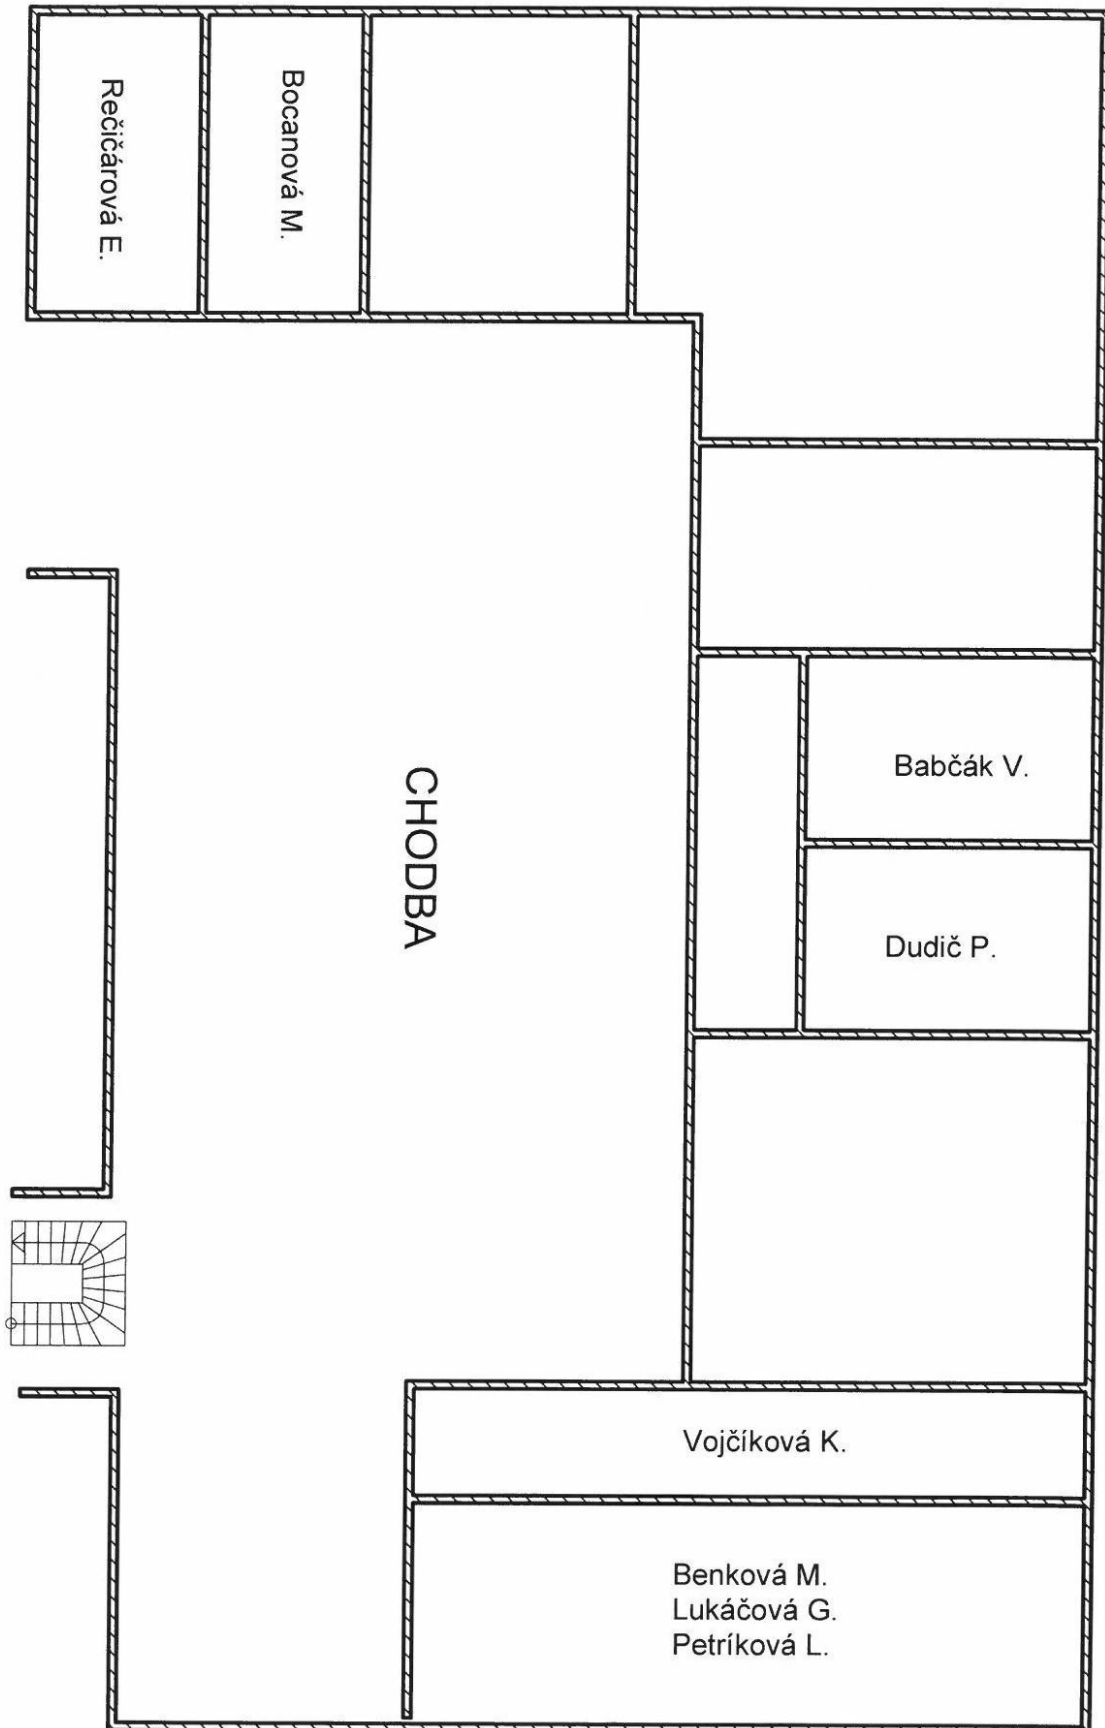 Rečičárová E.
Bocanová M.
Babčák V.
Dudič P.
CHODBA
Vojčíková K.
Benková M.
Lukáčová G.
Petríková L.